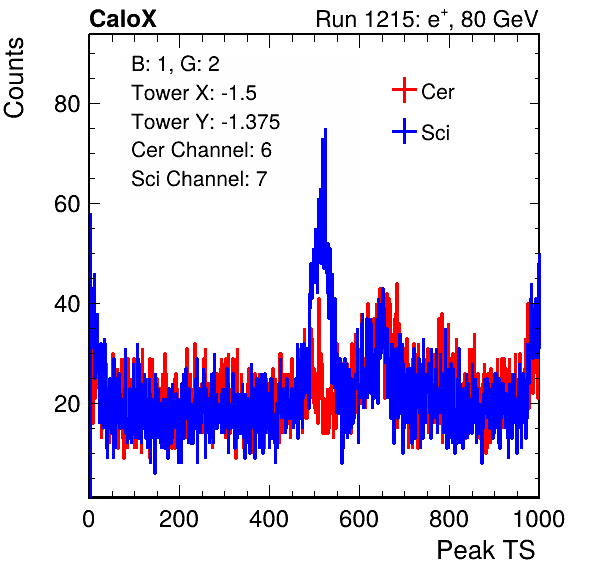 CaloX Run 1215: e+, 80 GeV
Counts
B: 1, G: 2
Tower X: -1.5
Tower Y: -1.375
Cer Channel: 6
Sci Channel: 7
Cer
Sci
80
60
40
20
0 200 400 600 800 1000
Peak TS